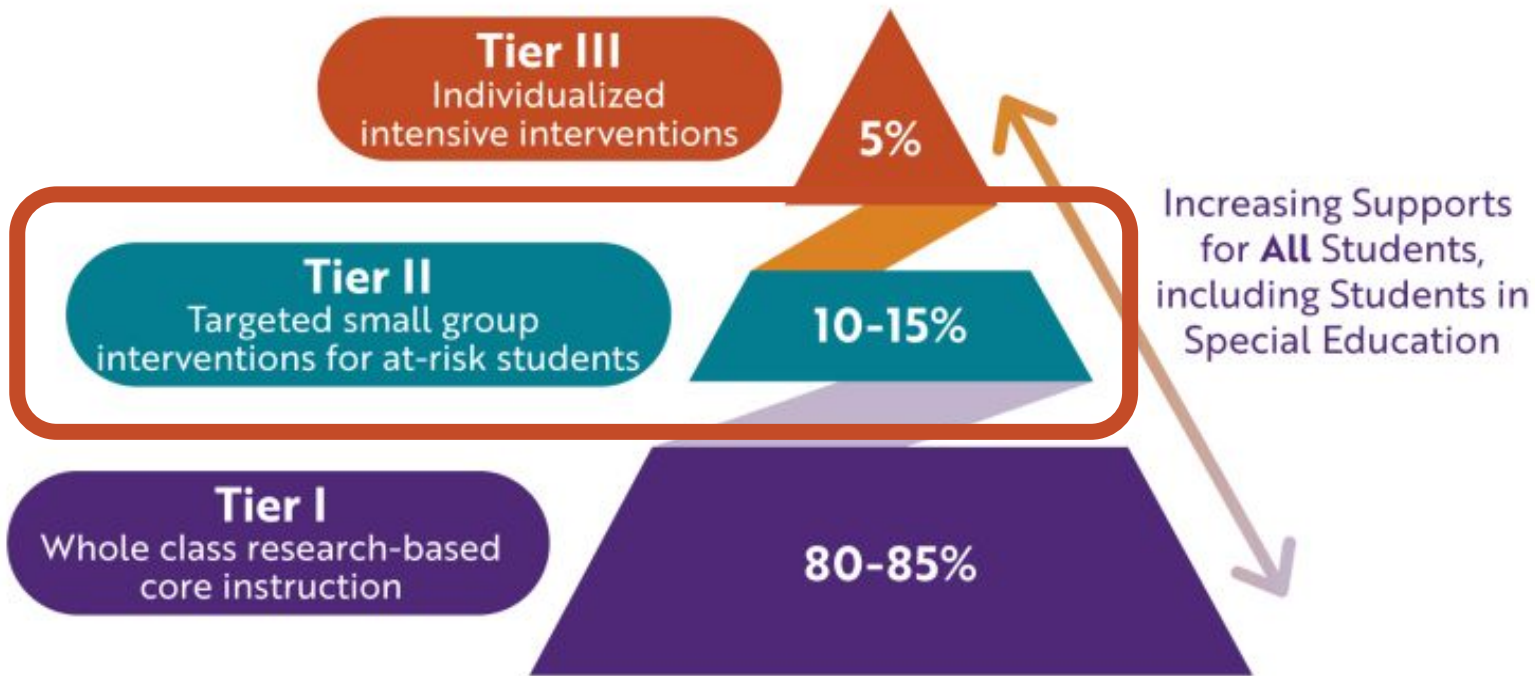 Tier III
Individualized
intensive interventions
5%
Tier II
Targeted small group
interventions for at-risk students
10-15%
Increasing Supports
for All Students,
including Students in
Special Education
Tier I
Whole class research-based
core instruction
80-85%